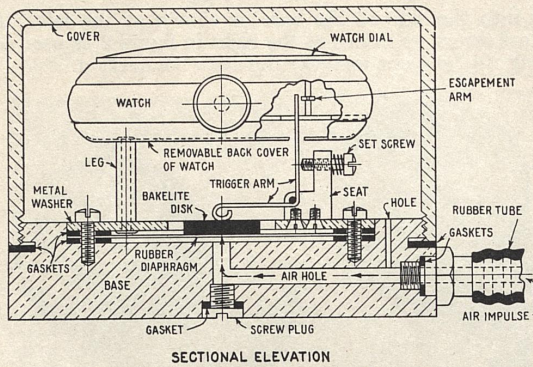 COVER
WATCH DIAL
WATCH
ESCAPEMENT
ARM
REMOVABLE BACK COVER
OF WATCH
SET SCREW
LEG
TRIGGER ARM
METAL
WASHER
BAKELITE
DISK
SEAT
HOLE
RUBBER TUBE
GASKETS
GASKETS
RUBBER
DIAPHRAGM
BASE
AIR HOLE
AIR IMPULSE
GASKET
SCREW PLUG
SECTIONAL ELEVATION